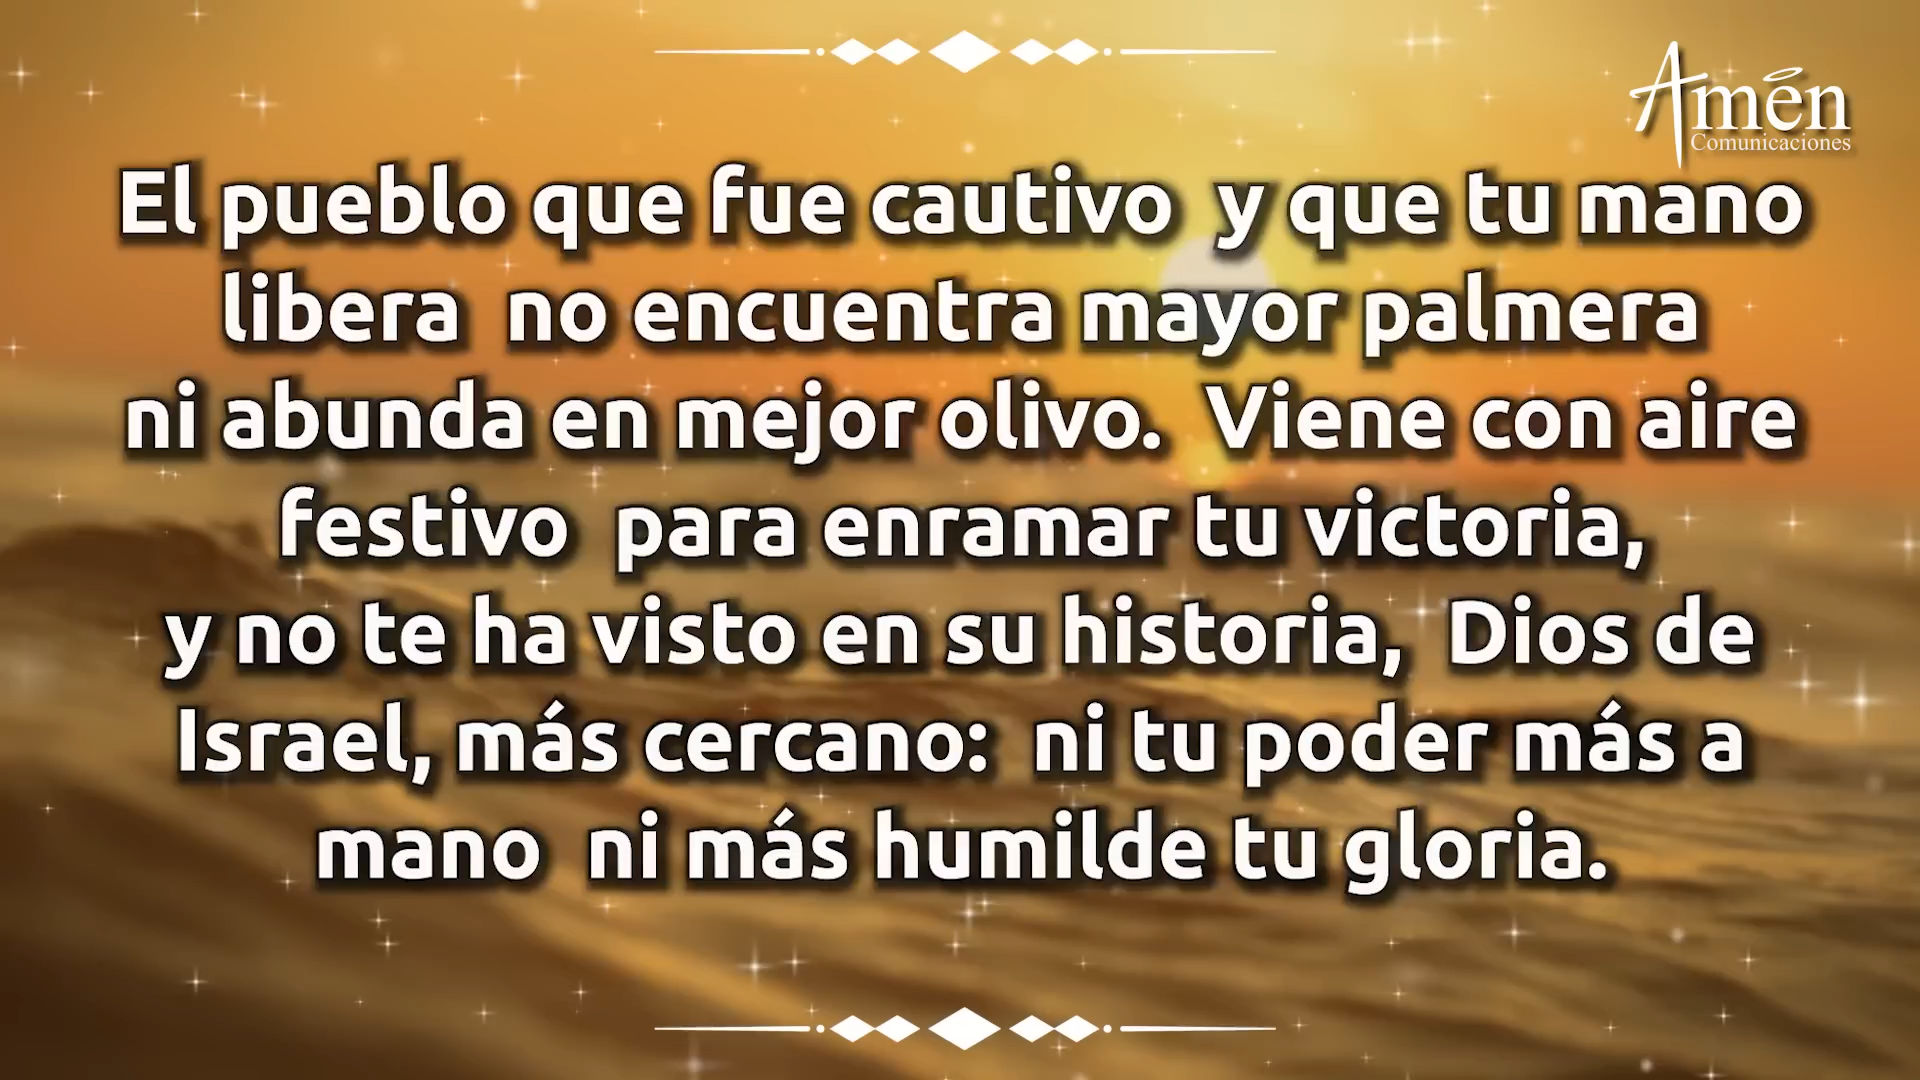 Amén
Comunicaciones
El pueblo que fue cautivo y que tu mano
libera no encuentra mayor palmera
ni abunda en mejor olivo. Viene con aire
festivo para enramar tu victoria,
y no te ha visto en su historia, Dios de
Israel, más cercano: ni tu poder más a
mano ni más humilde tu gloria.